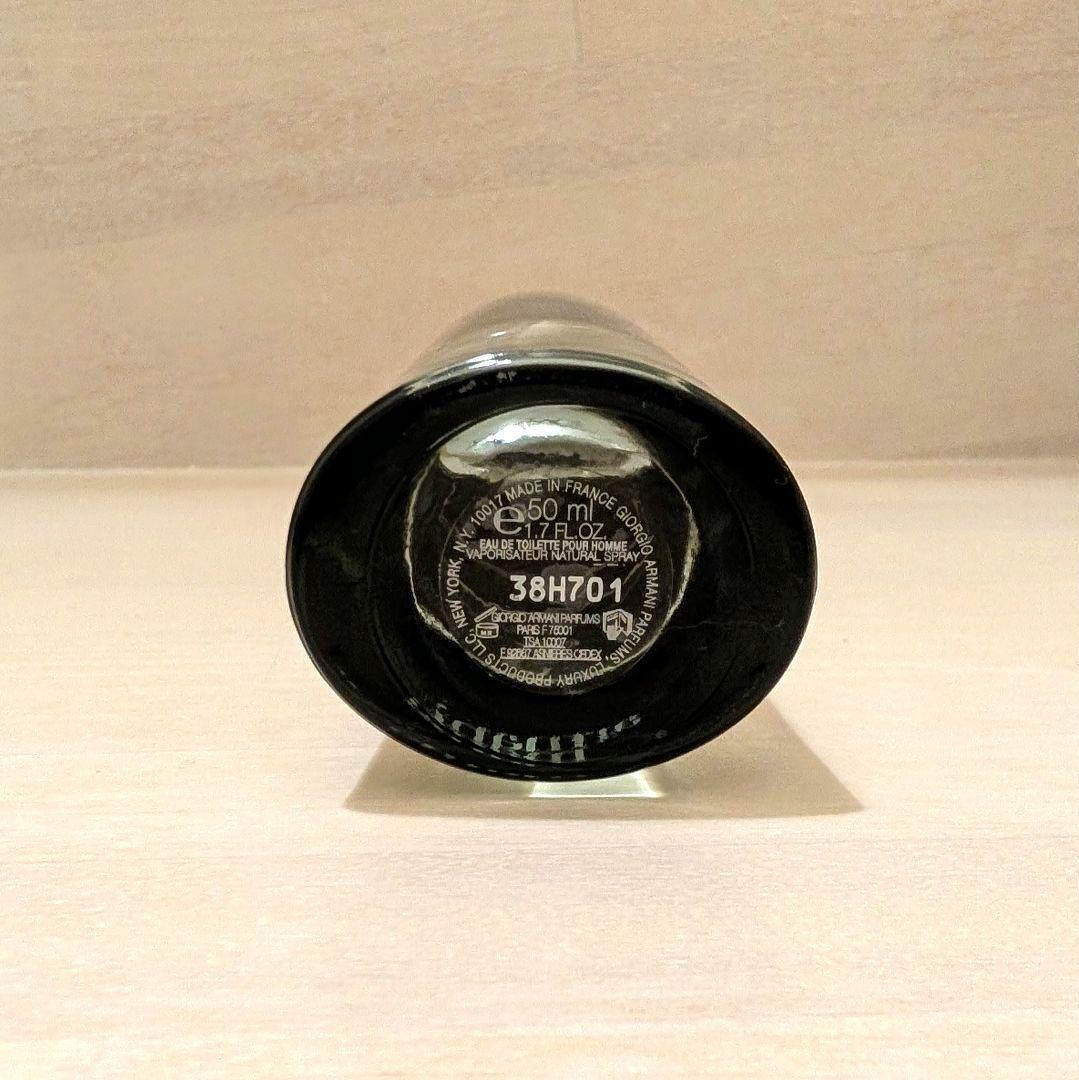 MADE IN FRANCE GIORGIO ARMANI PARFUMS, LUXURY PRODUCTS LLC, NEW YORK, N.Y. 10017
e 50 ml
1.7 FL.OZ.
EAU DE TOILETTE POUR HOMME
VAPORISATEUR NATURAL SPRAY
38H701
GIORGIO ARMANI PARFUMS
PARIS F 75001
TSA 10007
F.92667 ASNIERES CEDEX